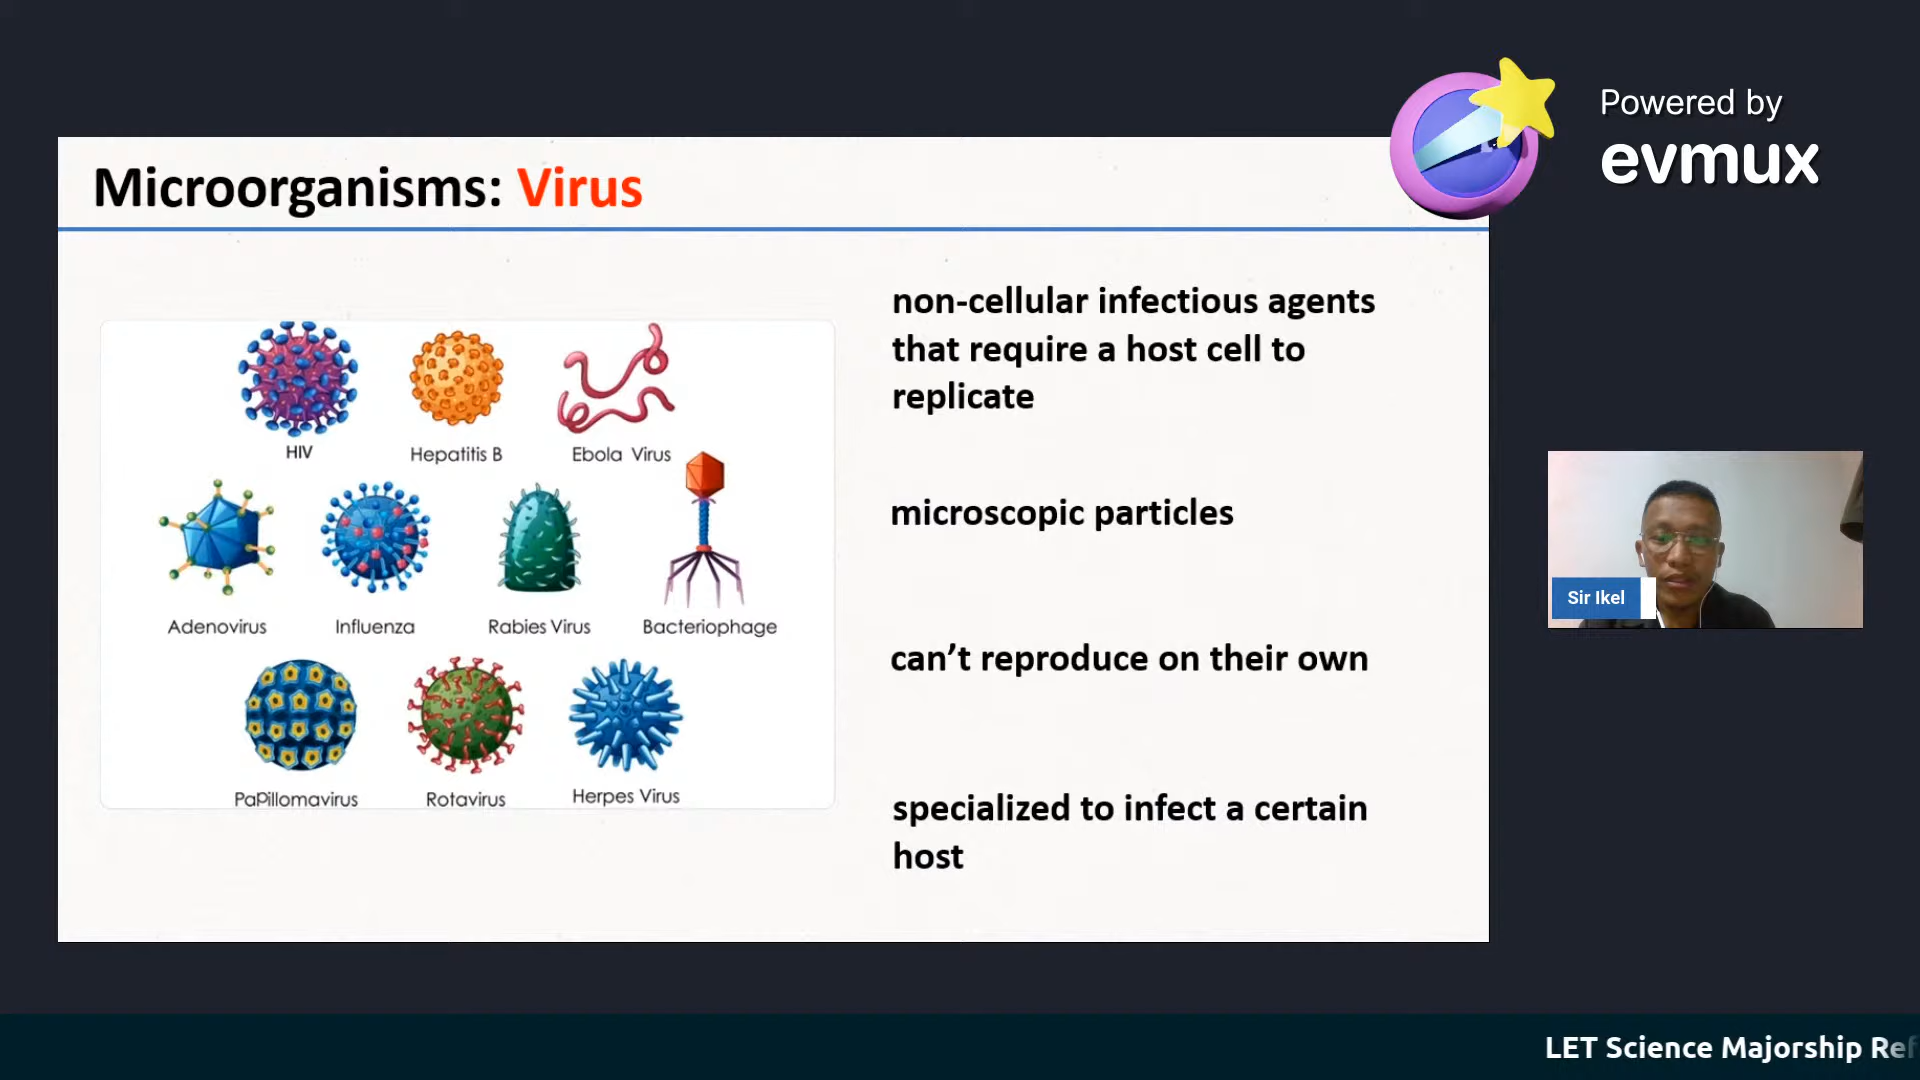 Powered by
evmux
Microorganisms: Virus
HIV
Hepatitis B
Ebola Virus
Adenovirus
Influenza
Rabies Virus
Bacteriophage
Papillomavirus
Rotavirus
Herpes Virus
non-cellular infectious agents
that require a host cell to
replicate
microscopic particles
can’t reproduce on their own
specialized to infect a certain
host
Sir Ikel
LET Science Majorship Ref